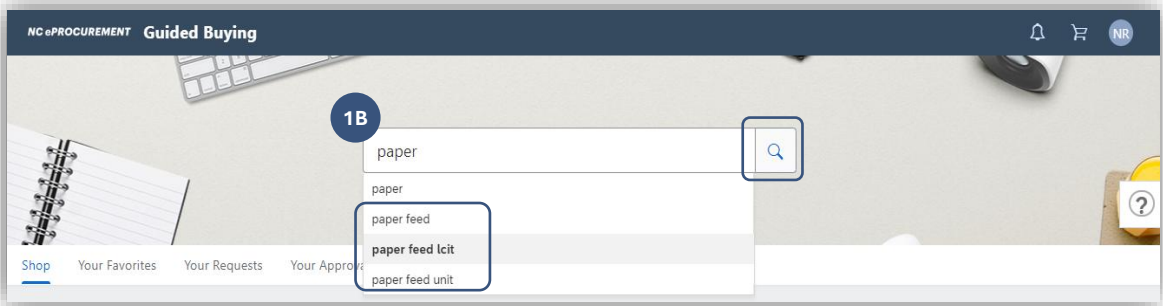 NC ePROCUREMENT Guided Buying
NR
1B
paper
paper
paper feed
paper feed lcit
paper feed unit
?
Shop Your Favorites Your Requests Your Approva